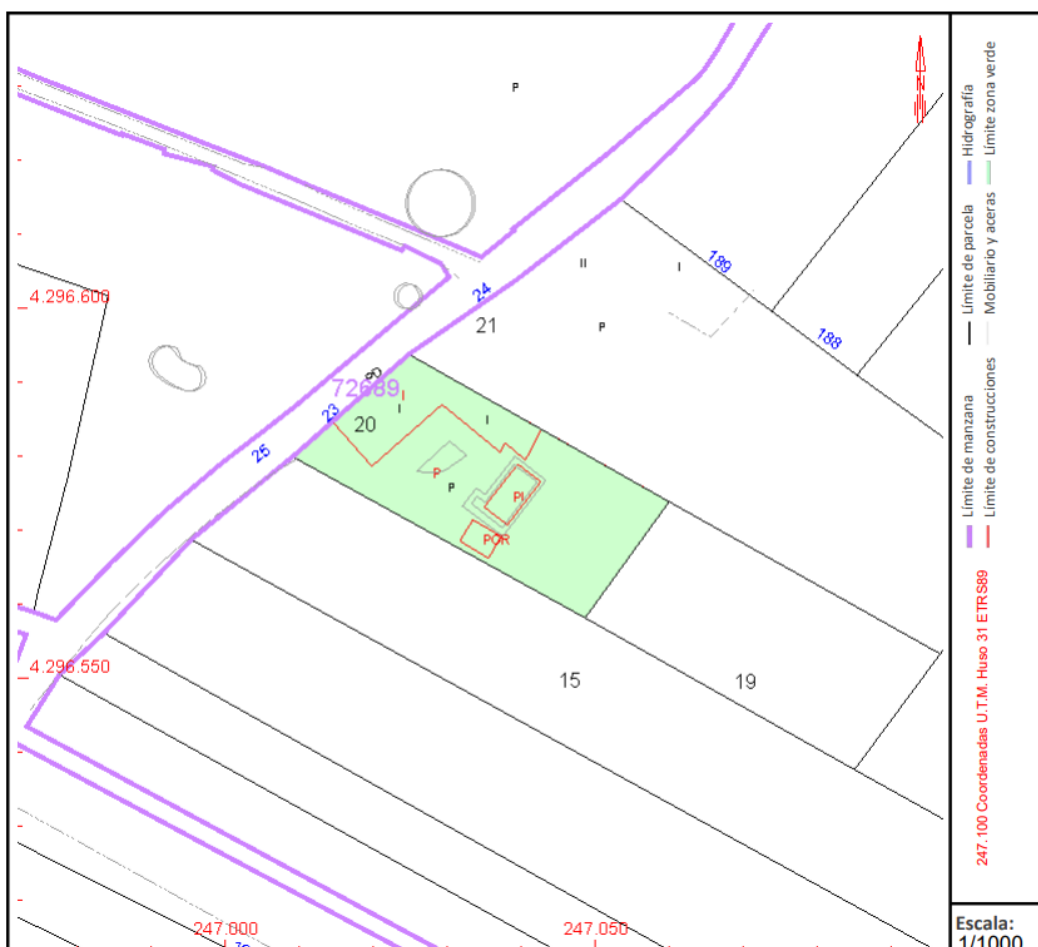 P
4.296.600
24
21
II
I
189
P
188
72689
23
I
I
I
20
25
P
P
PI
POR
4.296.550
15
19
247.000
247.050
Límite de manzana
Límite de parcela
Hidrografía
Límite de construcciones
Mobiliario y aceras
Límite zona verde
247.100 Coordenadas U.T.M. Huso 31 ETRS89
Escala:
1/1000